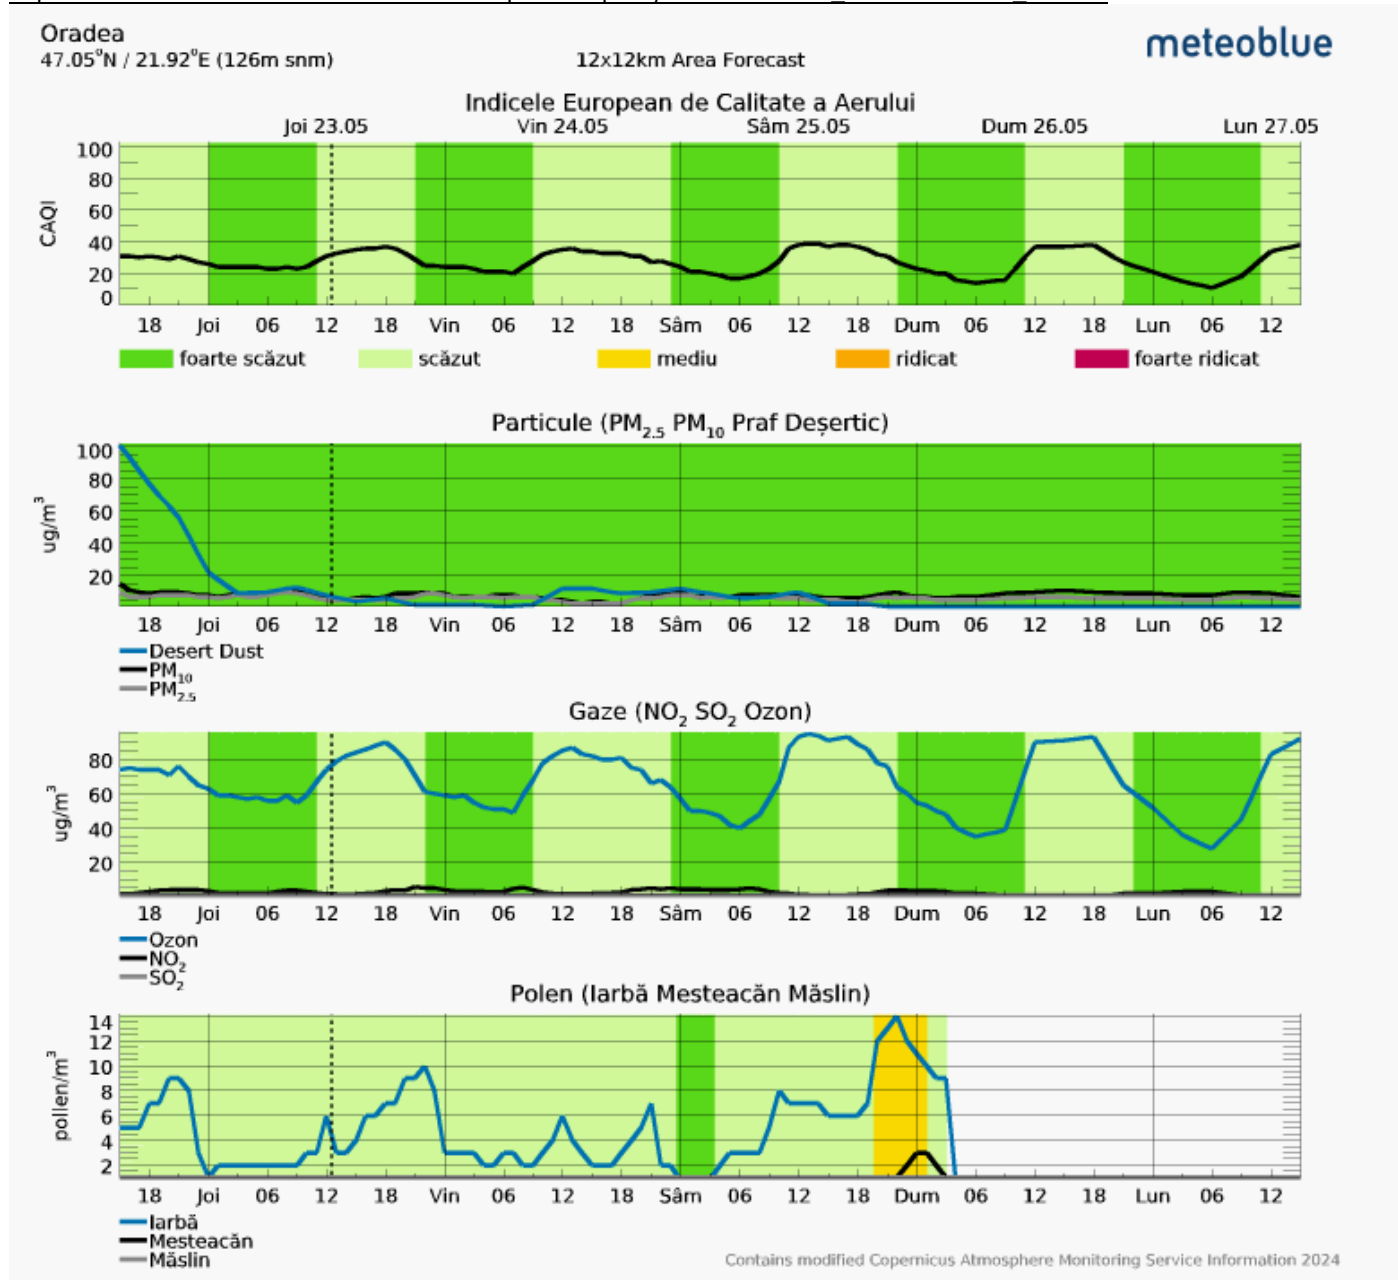 Oradea
meteoblue
47.05°N / 21.92°E (126m snm)
12x12km Area Forecast
Indicele European de Calitate a Aerului
Joi 23.05 Vin 24.05 Sâm 25.05 Dum 26.05 Lun 27.05
100
80
60
40
20
0
CAQI
18 Joi 06 12 18 Vin 06 12 18 Sâm 06 12 18 Dum 06 12 18 Lun 06 12
foarte scăzut scăzut mediu ridicat foarte ridicat
Particule (PM2.5 PM10 Praf Deșertic)
100
80
60
40
20
ug/m³
18 Joi 06 12 18 Vin 06 12 18 Sâm 06 12 18 Dum 06 12 18 Lun 06 12
Desert Dust
PM10
PM2.5
Gaze (NO2 SO2 Ozon)
80
60
40
20
ug/m³
18 Joi 06 12 18 Vin 06 12 18 Sâm 06 12 18 Dum 06 12 18 Lun 06 12
Ozon
NO2
SO2
Polen (Iarbă Mesteacăn Măslin)
14
12
10
8
6
4
2
pollen/m³
18 Joi 06 12 18 Vin 06 12 18 Sâm 06 12 18 Dum 06 12 18 Lun 06 12
Iarbă
Mesteacăn
Măslin
Contains modified Copernicus Atmosphere Monitoring Service Information 2024